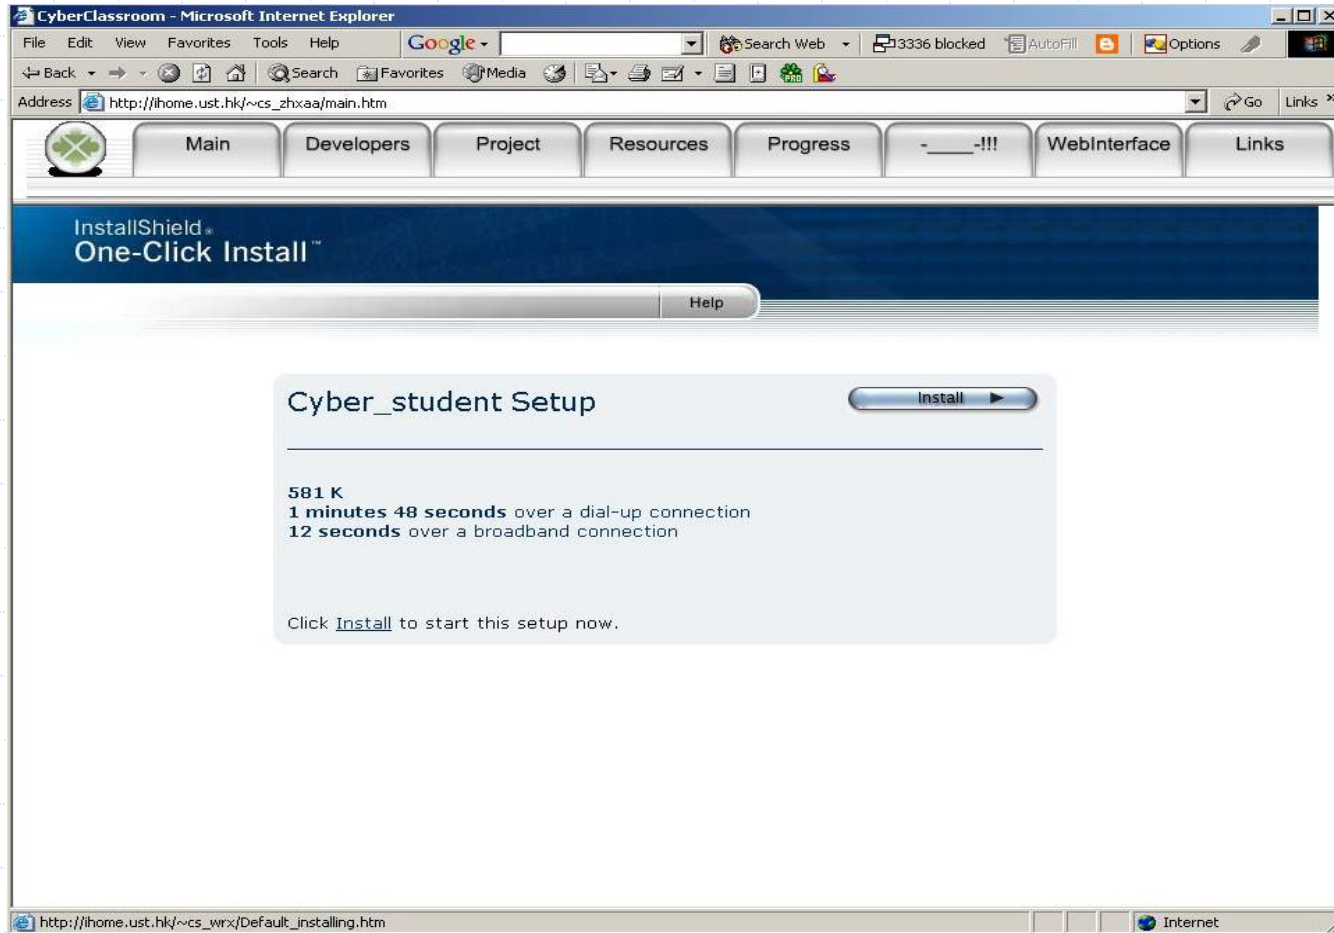 CyberClassroom - Microsoft Internet Explorer
File Edit View Favorites Tools Help Google Search Web 3336 blocked AutoFill Options
Back Search Favorites Media PRO
Address http://ihome.ust.hk/~cs_zhxaa/main.htm Go Links »
Main Developers Project Resources Progress -____-!!! WebInterface Links
InstallShield®
One-Click Install™
Help
Cyber_student Setup Install
581 K
1 minutes 48 seconds over a dial-up connection
12 seconds over a broadband connection
Click Install to start this setup now.
http://ihome.ust.hk/~cs_wrx/Default_installing.htm Internet